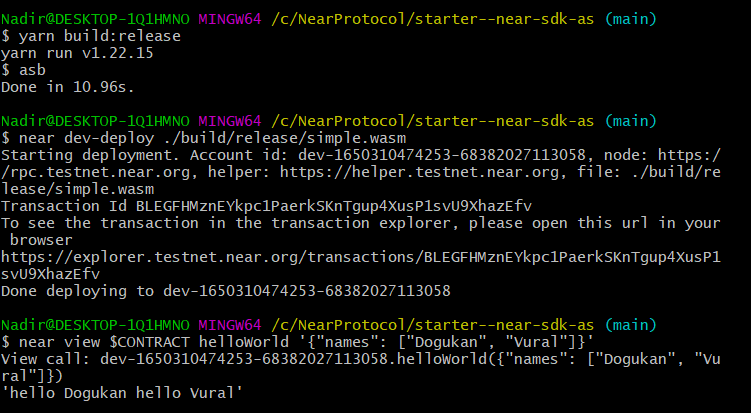 Nadir@DESKTOP-1Q1HMNO MINGW64 /c/NearProtocol/starter--near-sdk-as (main)
$ yarn build:release
yarn run v1.22.15
$ asb
Done in 10.96s.
Nadir@DESKTOP-1Q1HMNO MINGW64 /c/NearProtocol/starter--near-sdk-as (main)
$ near dev-deploy ./build/release/simple.wasm
Starting deployment. Account id: dev-1650310474253-68382027113058, node: https:/
/rpc.testnet.near.org, helper: https://helper.testnet.near.org, file: ./build/re
lease/simple.wasm
Transaction Id BLEGFHMznEYkpc1PaerkSKnTgup4XusP1svU9XhazEfv
To see the transaction in the transaction explorer, please open this url in your
 browser
https://explorer.testnet.near.org/transactions/BLEGFHMznEYkpc1PaerkSKnTgup4XusP1
svU9XhazEfv
Done deploying to dev-1650310474253-68382027113058
Nadir@DESKTOP-1Q1HMNO MINGW64 /c/NearProtocol/starter--near-sdk-as (main)
$ near view $CONTRACT helloWorld '{"names": ["Dogukan", "Vural"]}'
View call: dev-1650310474253-68382027113058.helloWorld({"names": ["Dogukan", "Vu
ral"]})
'hello Dogukan hello Vural'